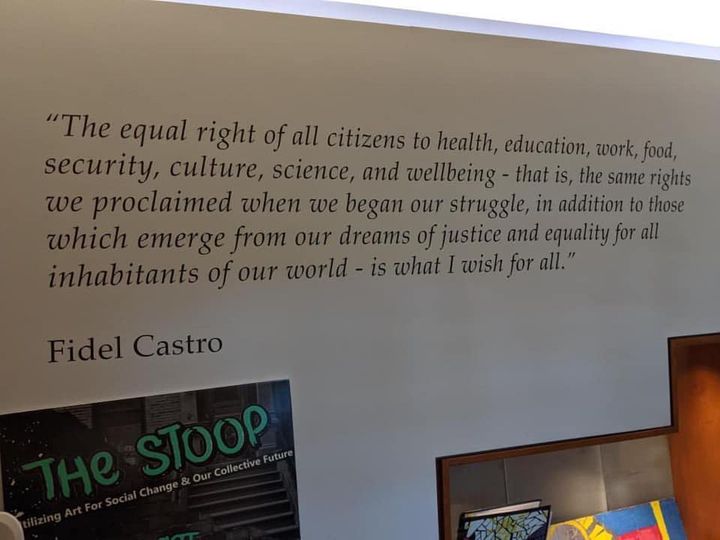 “The equal right of all citizens to health, education, work, food,
security, culture, science, and wellbeing - that is, the same rights
we proclaimed when we began our struggle, in addition to those
which emerge from our dreams of justice and equality for all
inhabitants of our world - is what I wish for all.”
Fidel Castro
THe STOOP
tilizing Art For Social Change & Our Collective Future